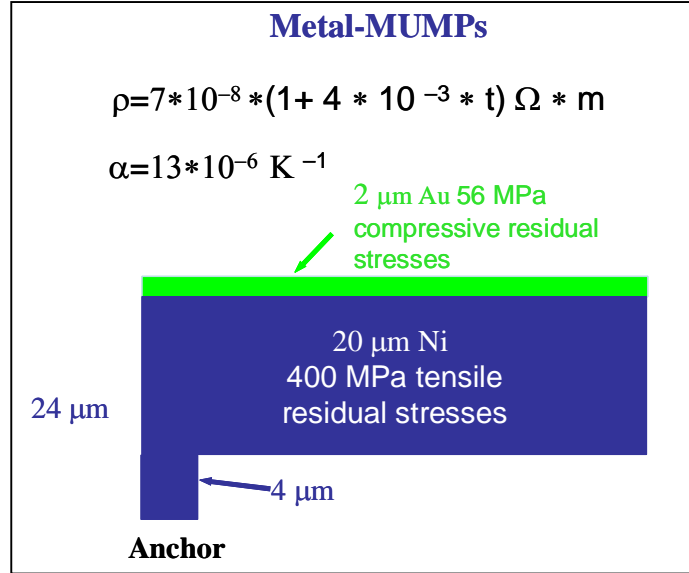 Metal-MUMPs
ρ=7*10⁻⁸ *(1+ 4 * 10 ⁻³ * t) Ω * m
α=13*10⁻⁶ K ⁻¹
2 μm Au 56 MPa
compressive residual
stresses
20 μm Ni
400 MPa tensile
residual stresses
24 μm
4 μm
Anchor